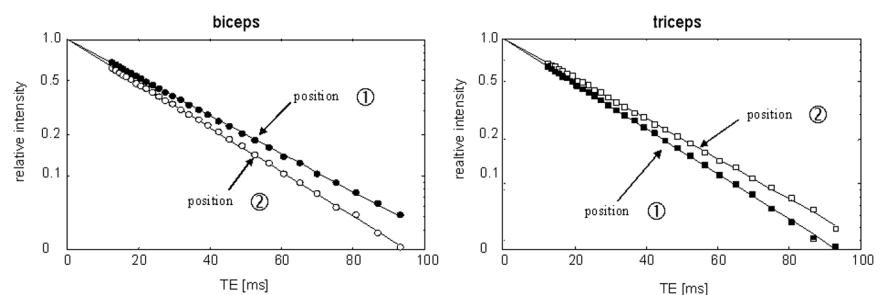 biceps
relative intensity
1.0
0.5
0.2
0.1
0
position ①
position ②
0 20 40 60 80 100
TE [ms]
triceps
realtive intensity
1.0
0.5
0.2
0.1
0
position ②
position ①
0 20 40 60 80 100
TE [ms]